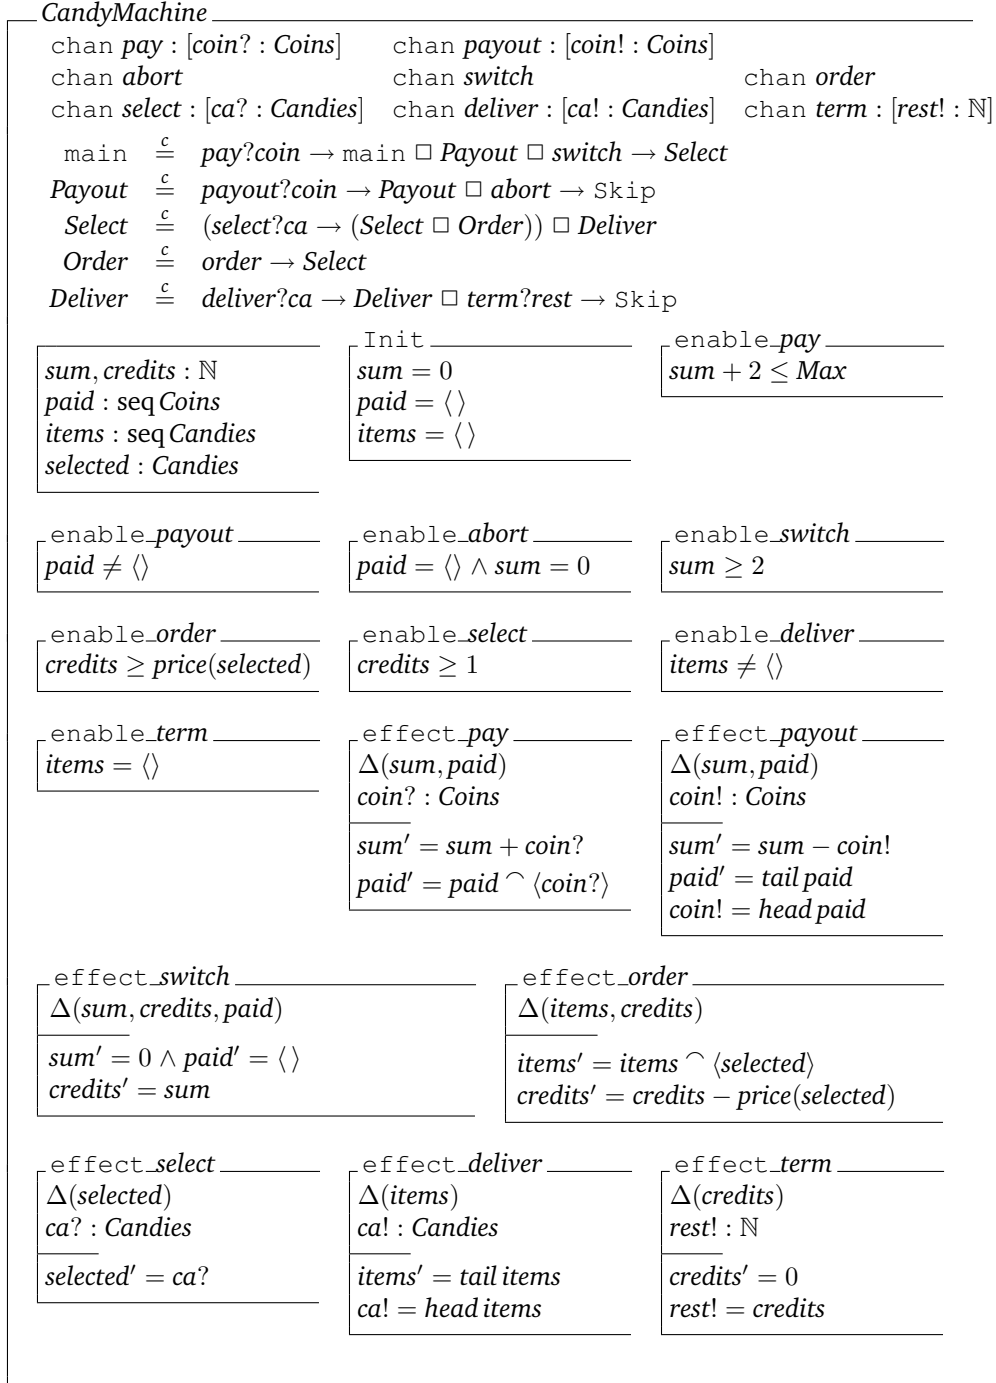 CandyMachine
chan pay : [coin? : Coins] chan payout : [coin! : Coins]
chan abort chan switch chan order
chan select : [ca? : Candies] chan deliver : [ca! : Candies] chan term : [rest! : ℕ]
main c= pay?coin → main □ Payout □ switch → Select
Payout c= payout?coin → Payout □ abort → Skip
Select c= (select?ca → (Select □ Order)) □ Deliver
Order c= order → Select
Deliver c= deliver?ca → Deliver □ term?rest → Skip
sum, credits : ℕ
paid : seq Coins
items : seq Candies
selected : Candies
Init
sum = 0
paid = ⟨ ⟩
items = ⟨ ⟩
enable_pay
sum + 2 ≤ Max
enable_payout
paid ≠ ⟨⟩
enable_abort
paid = ⟨⟩ ∧ sum = 0
enable_switch
sum ≥ 2
enable_order
credits ≥ price(selected)
enable_select
credits ≥ 1
enable_deliver
items ≠ ⟨⟩
enable_term
items = ⟨⟩
effect_pay
Δ(sum, paid)
coin? : Coins
sum′ = sum + coin?
paid′ = paid ⌢ ⟨coin?⟩
effect_payout
Δ(sum, paid)
coin! : Coins
sum′ = sum − coin!
paid′ = tail paid
coin! = head paid
effect_switch
Δ(sum, credits, paid)
sum′ = 0 ∧ paid′ = ⟨ ⟩
credits′ = sum
effect_order
Δ(items, credits)
items′ = items ⌢ ⟨selected⟩
credits′ = credits − price(selected)
effect_select
Δ(selected)
ca? : Candies
selected′ = ca?
effect_deliver
Δ(items)
ca! : Candies
items′ = tail items
ca! = head items
effect_term
Δ(credits)
rest! : ℕ
credits′ = 0
rest! = credits